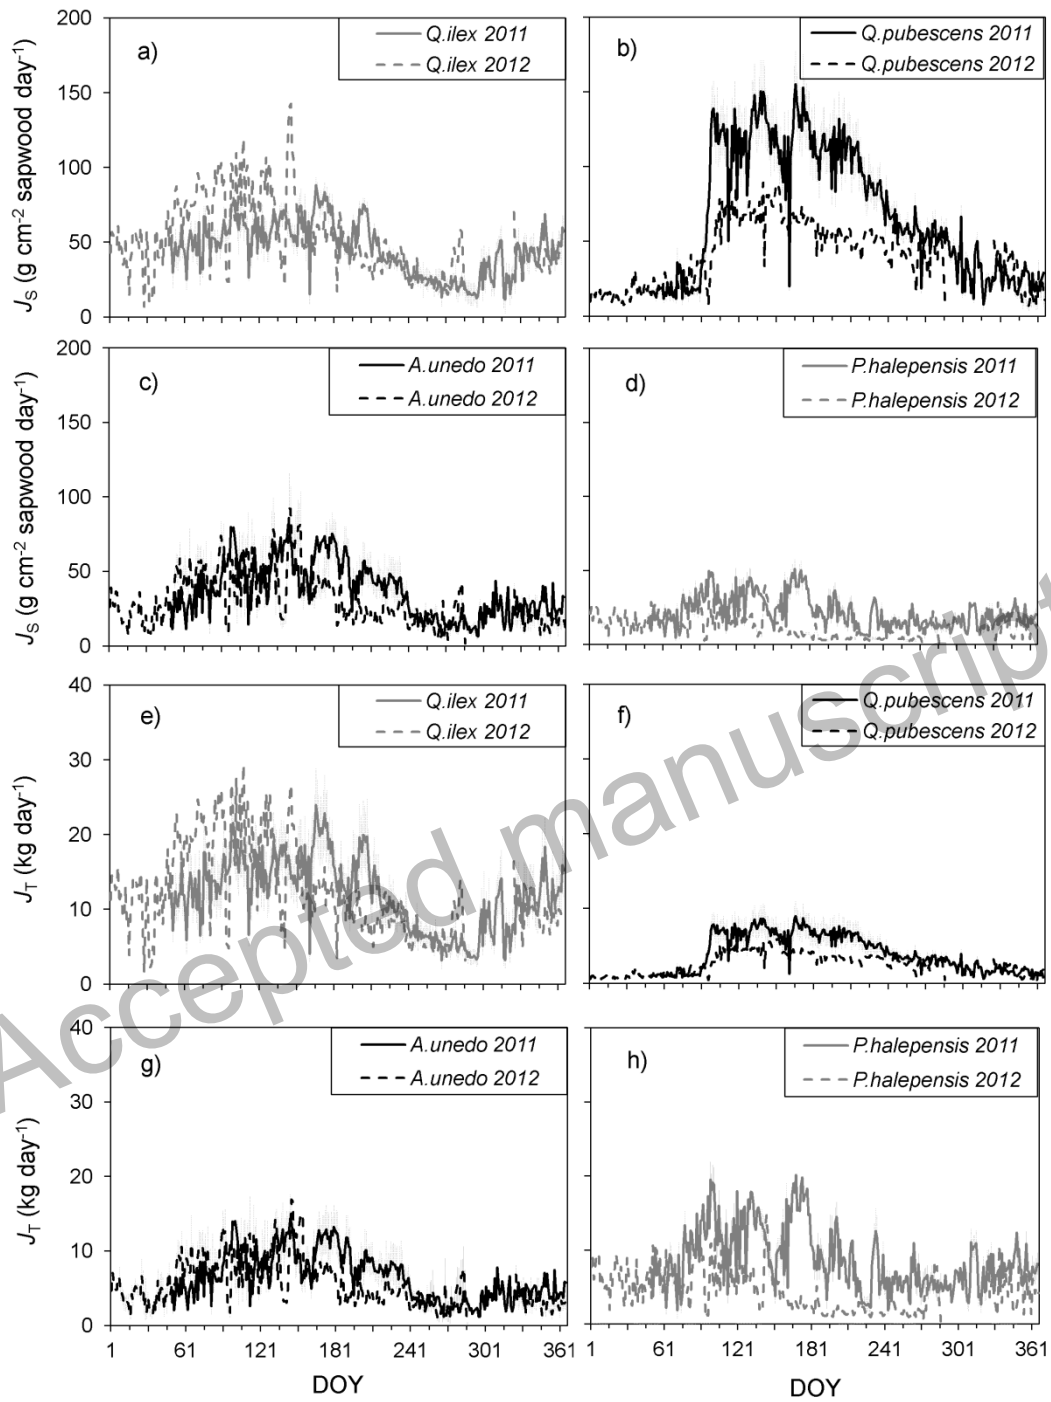 200
150
100
50
0
J_S (g cm⁻² sapwood day⁻¹)
a)
Q.ilex 2011
Q.ilex 2012
b)
Q.pubescens 2011
Q.pubescens 2012
200
150
100
50
0
J_S (g cm⁻² sapwood day⁻¹)
c)
A.unedo 2011
A.unedo 2012
d)
P.halepensis 2011
P.halepensis 2012
40
30
20
10
0
J_T (kg day⁻¹)
e)
Q.ilex 2011
Q.ilex 2012
f)
Q.pubescens 2011
Q.pubescens 2012
40
30
20
10
0
J_T (kg day⁻¹)
g)
A.unedo 2011
A.unedo 2012
h)
P.halepensis 2011
P.halepensis 2012
1 61 121 181 241 301 361
DOY
1 61 121 181 241 301 361
DOY
Accepted manuscript